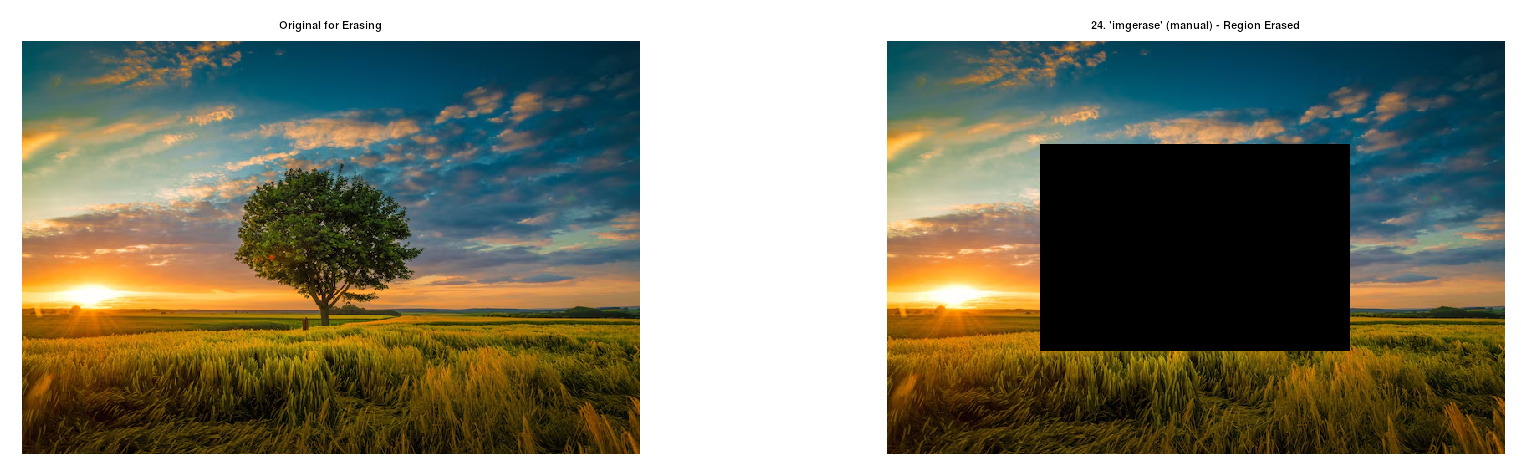 Original for Erasing
24. 'imgerase' (manual) - Region Erased